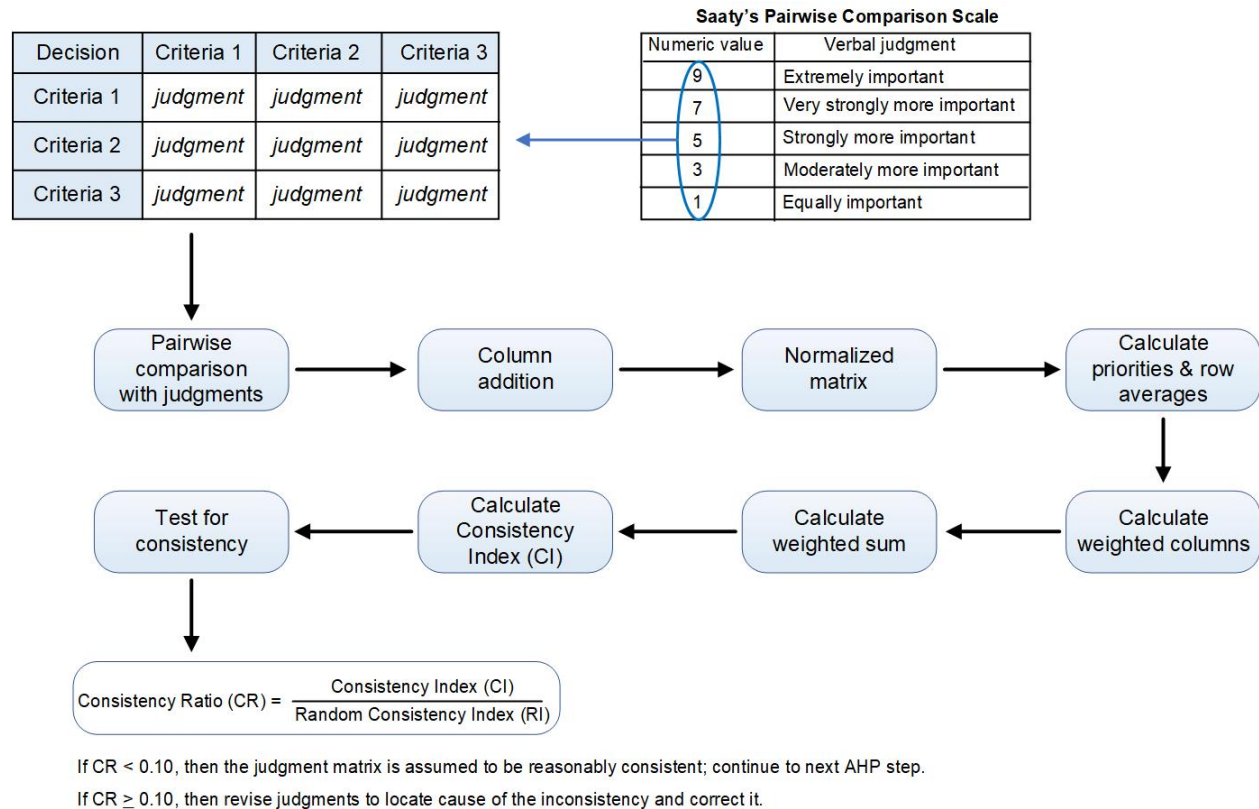 Saaty's Pairwise Comparison Scale
Decision Criteria 1 Criteria 2 Criteria 3
Criteria 1 judgment judgment judgment
Criteria 2 judgment judgment judgment
Criteria 3 judgment judgment judgment
Numeric value Verbal judgment
9 Extremely important
7 Very strongly more important
5 Strongly more important
3 Moderately more important
1 Equally important
Pairwise
comparison
with judgments
Column
addition
Normalized
matrix
Calculate
priorities & row
averages
Calculate
weighted columns
Calculate
weighted sum
Calculate
Consistency
Index (CI)
Test for
consistency
Consistency Ratio (CR) =
Consistency Index (CI)
Random Consistency Index (RI)
If CR < 0.10, then the judgment matrix is assumed to be reasonably consistent; continue to next AHP step.
If CR ≥ 0.10, then revise judgments to locate cause of the inconsistency and correct it.